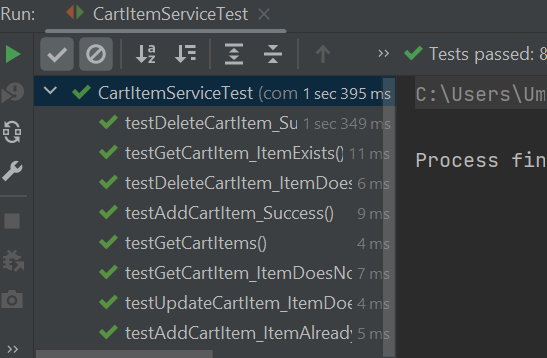 Run: CartItemServiceTest
Tests passed: 8
CartItemServiceTest (com 1 sec 395 ms
testDeleteCartItem_Su 1 sec 349 ms
testGetCartItem_ItemExists() 11 ms
testDeleteCartItem_ItemDoes 6 ms
testAddCartItem_Success() 9 ms
testGetCartItems() 4 ms
testGetCartItem_ItemDoesNo 7 ms
testUpdateCartItem_ItemDoe 4 ms
testAddCartItem_ItemAlready 5 ms
C:\Users\Um
Process fin